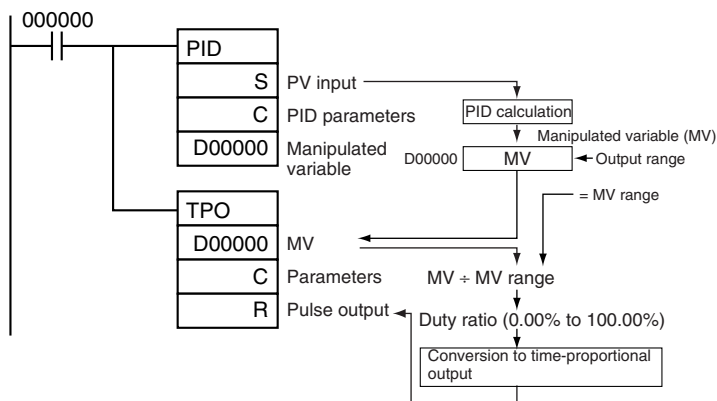 000000
PID
S PV input
C PID parameters
D00000 Manipulated
variable
PID calculation
Manipulated variable (MV)
D00000 MV Output range
= MV range
TPO
D00000 MV
C Parameters
R Pulse output
MV ÷ MV range
Duty ratio (0.00% to 100.00%)
Conversion to time-proportional
output